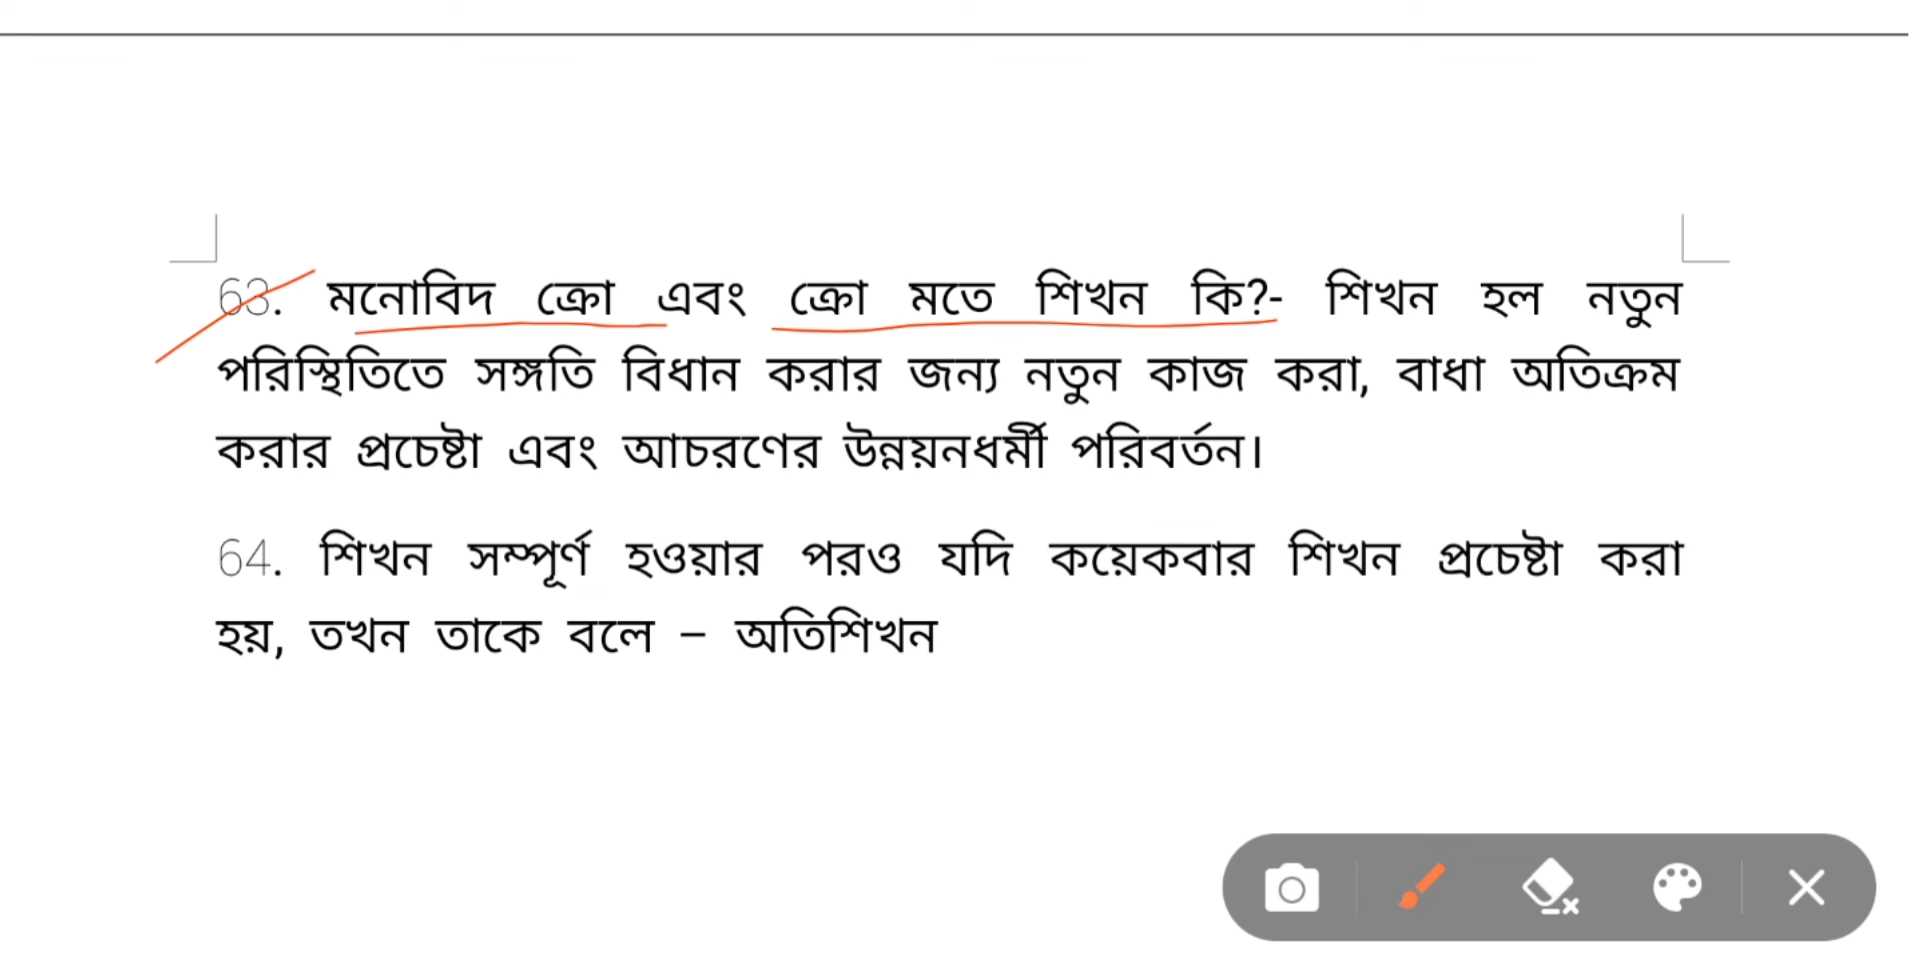 63. মনোবিদ ক্রো এবং ক্রো মতে শিখন কি?- শিখন হল নতুন
পরিস্থিতিতে সঙ্গতি বিধান করার জন্য নতুন কাজ করা, বাধা অতিক্রম
করার প্রচেষ্টা এবং আচরণের উন্নয়নধর্মী পরিবর্তন।
64. শিখন সম্পূর্ণ হওয়ার পরও যদি কয়েকবার শিখন প্রচেষ্টা করা
হয়, তখন তাকে বলে – অতিশিখন